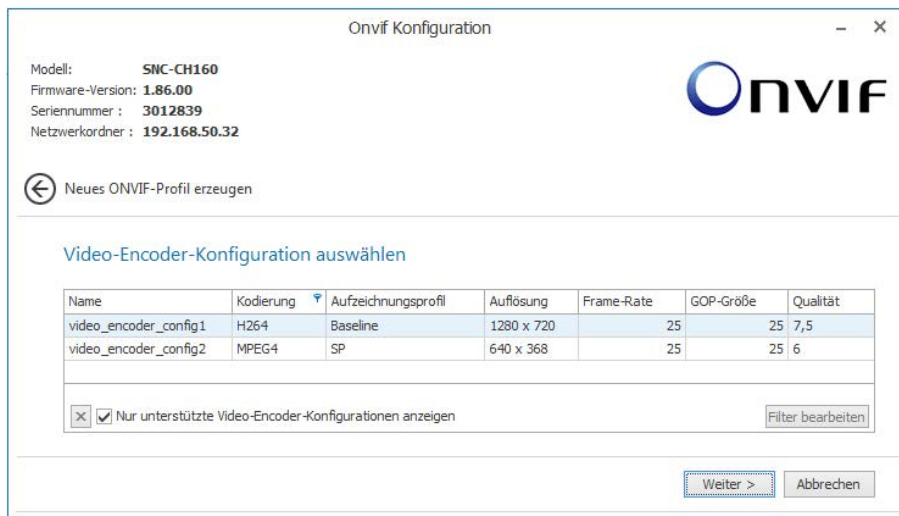 Onvif Konfiguration
Modell: SNC-CH160
Firmware-Version: 1.86.00
Seriennummer : 3012839
Netzwerkordner : 192.168.50.32
ONVIF
Neues ONVIF-Profil erzeugen
Video-Encoder-Konfiguration auswählen
Name Kodierung Aufzeichnungsprofil Auflösung Frame-Rate GOP-Größe Qualität
video_encoder_config1 H264 Baseline 1280 x 720 25 25 7,5
video_encoder_config2 MPEG4 SP 640 x 368 25 25 6
Nur unterstützte Video-Encoder-Konfigurationen anzeigen Filter bearbeiten
Weiter > Abbrechen